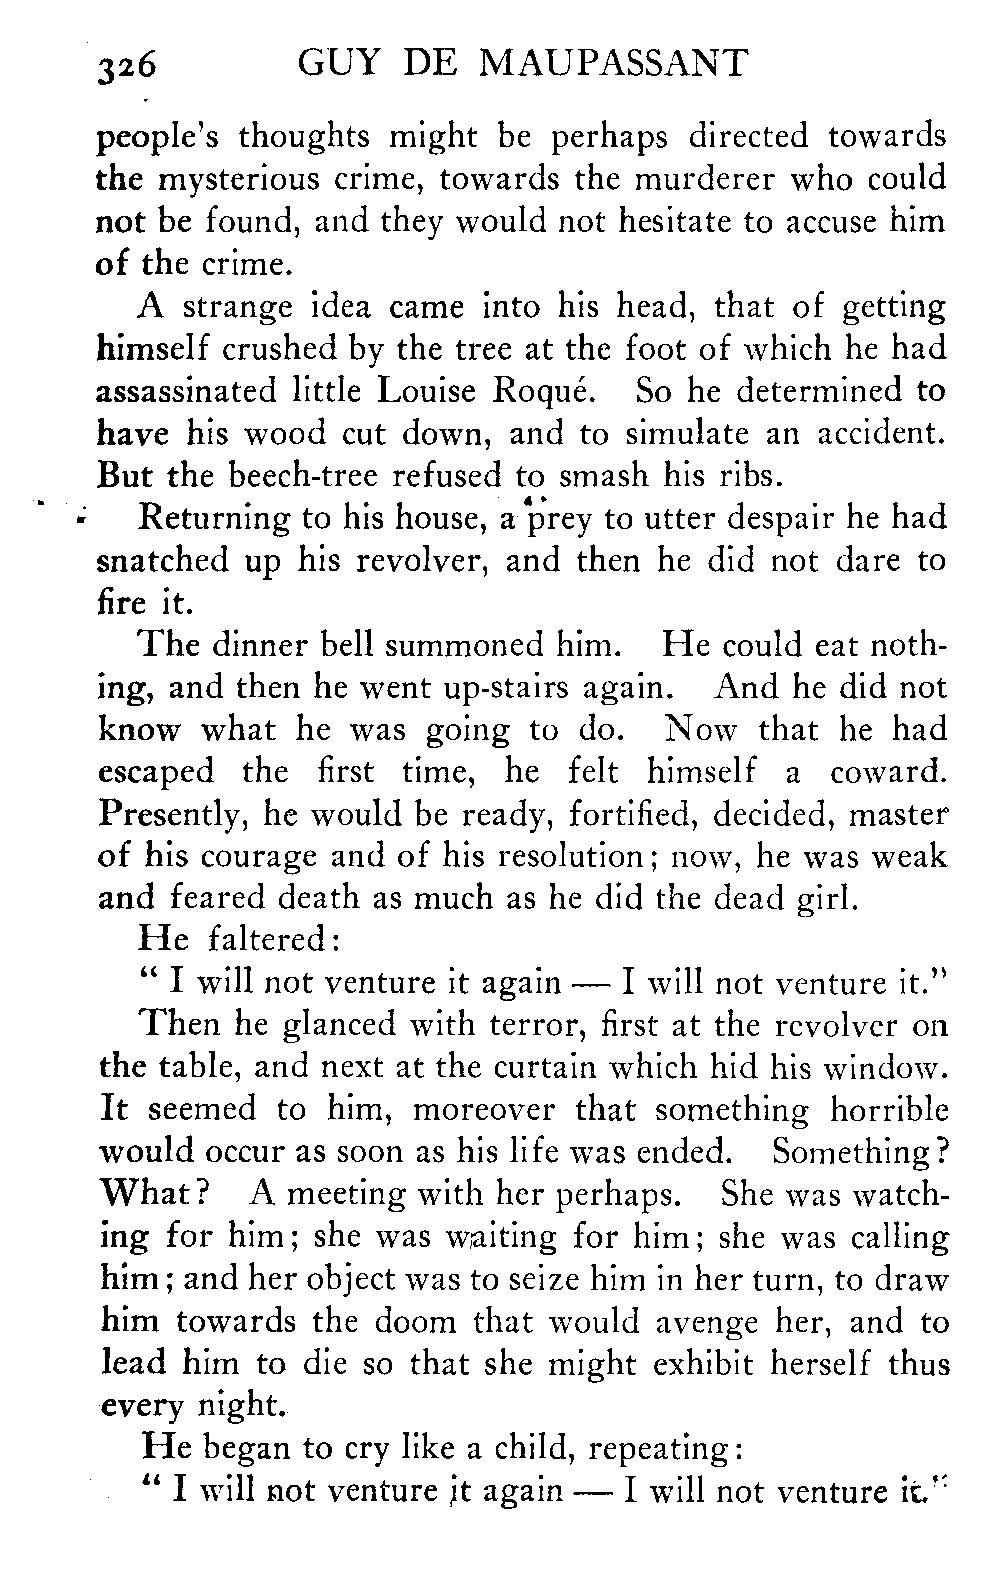 326 GUY DE MAUPASSANT
people's thoughts might be perhaps directed towards
the mysterious crime, towards the murderer who could
not be found, and they would not hesitate to accuse him
of the crime.
A strange idea came into his head, that of getting
himself crushed by the tree at the foot of which he had
assassinated little Louise Roqué. So he determined to
have his wood cut down, and to simulate an accident.
But the beech-tree refused to smash his ribs.
Returning to his house, a prey to utter despair he had
snatched up his revolver, and then he did not dare to
fire it.
The dinner bell summoned him. He could eat noth-
ing, and then he went up-stairs again. And he did not
know what he was going to do. Now that he had
escaped the first time, he felt himself a coward.
Presently, he would be ready, fortified, decided, master
of his courage and of his resolution; now, he was weak
and feared death as much as he did the dead girl.
He faltered:
" I will not venture it again — I will not venture it."
Then he glanced with terror, first at the revolver on
the table, and next at the curtain which hid his window.
It seemed to him, moreover that something horrible
would occur as soon as his life was ended. Something?
What? A meeting with her perhaps. She was watch-
ing for him; she was waiting for him; she was calling
him; and her object was to seize him in her turn, to draw
him towards the doom that would avenge her, and to
lead him to die so that she might exhibit herself thus
every night.
He began to cry like a child, repeating:
" I will not venture it again — I will not venture it."